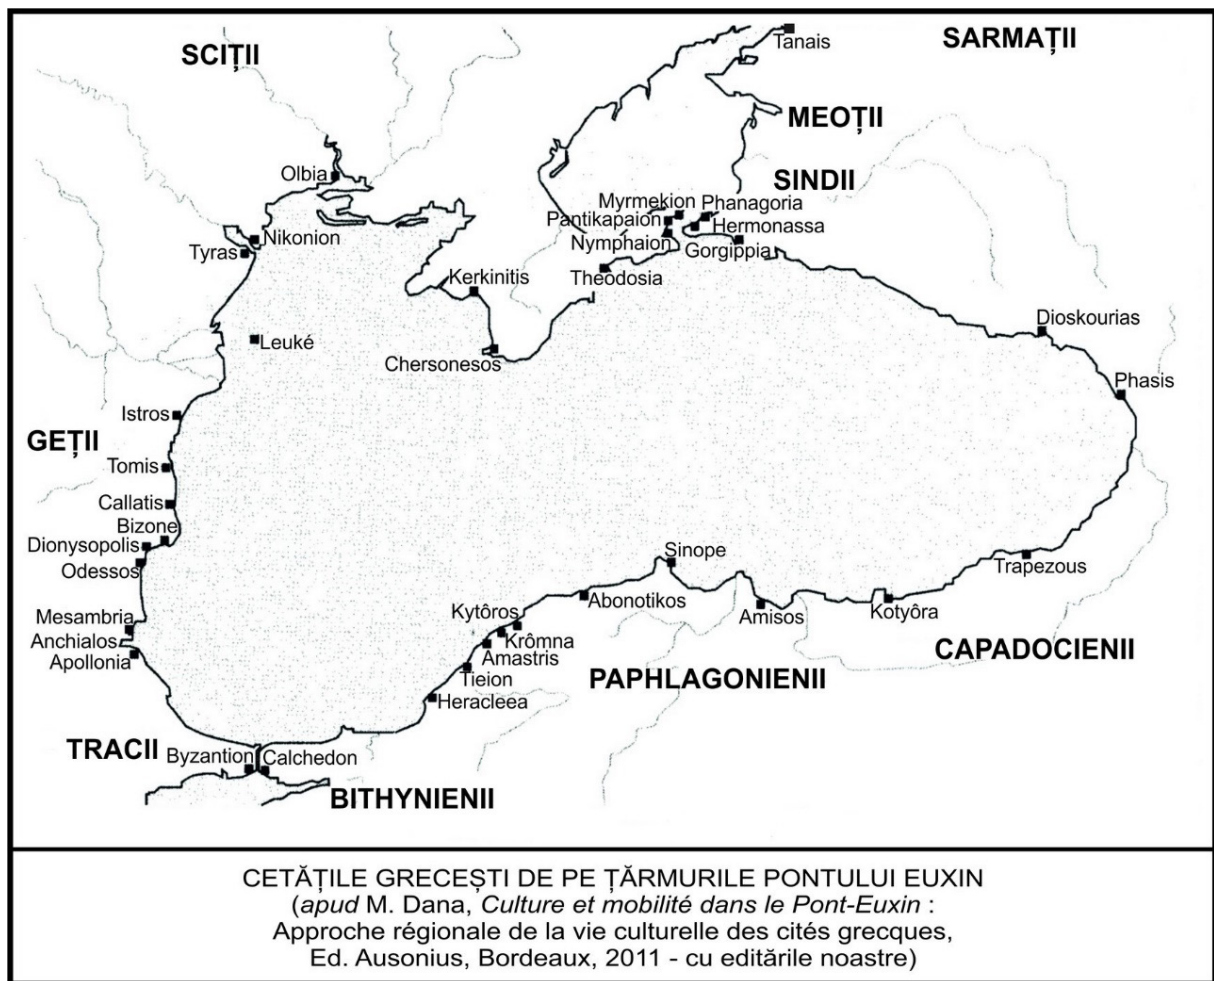 SCIȚII
SARMAȚII
Tanais
MEOȚII
Olbia
SINDII
Myrmekion
Phanagoria
Pantikapaion
Hermonassa
Nikonion
Nymphaion
Gorgippia
Tyras
Theodosia
Kerkinitis
Dioskourias
Leuké
Chersonesos
Phasis
Istros
GEȚII
Tomis
Callatis
Bizone
Dionysopolis
Sinope
Odessos
Trapezous
Abonotikos
Kotyôra
Mesambria
Kytôros
Amisos
Anchialos
Krômna
Apollonia
Amastris
CAPADOCIENII
Tieion
PAPHLAGONIENII
Heracleea
TRACII
Byzantion
Calchedon
BITHYNIENII
CETĂȚILE GRECEȘTI DE PE ȚĂRMURILE PONTULUI EUXIN
(apud M. Dana, Culture et mobilité dans le Pont-Euxin :
Approche régionale de la vie culturelle des cités grecques,
Ed. Ausonius, Bordeaux, 2011 - cu editările noastre)